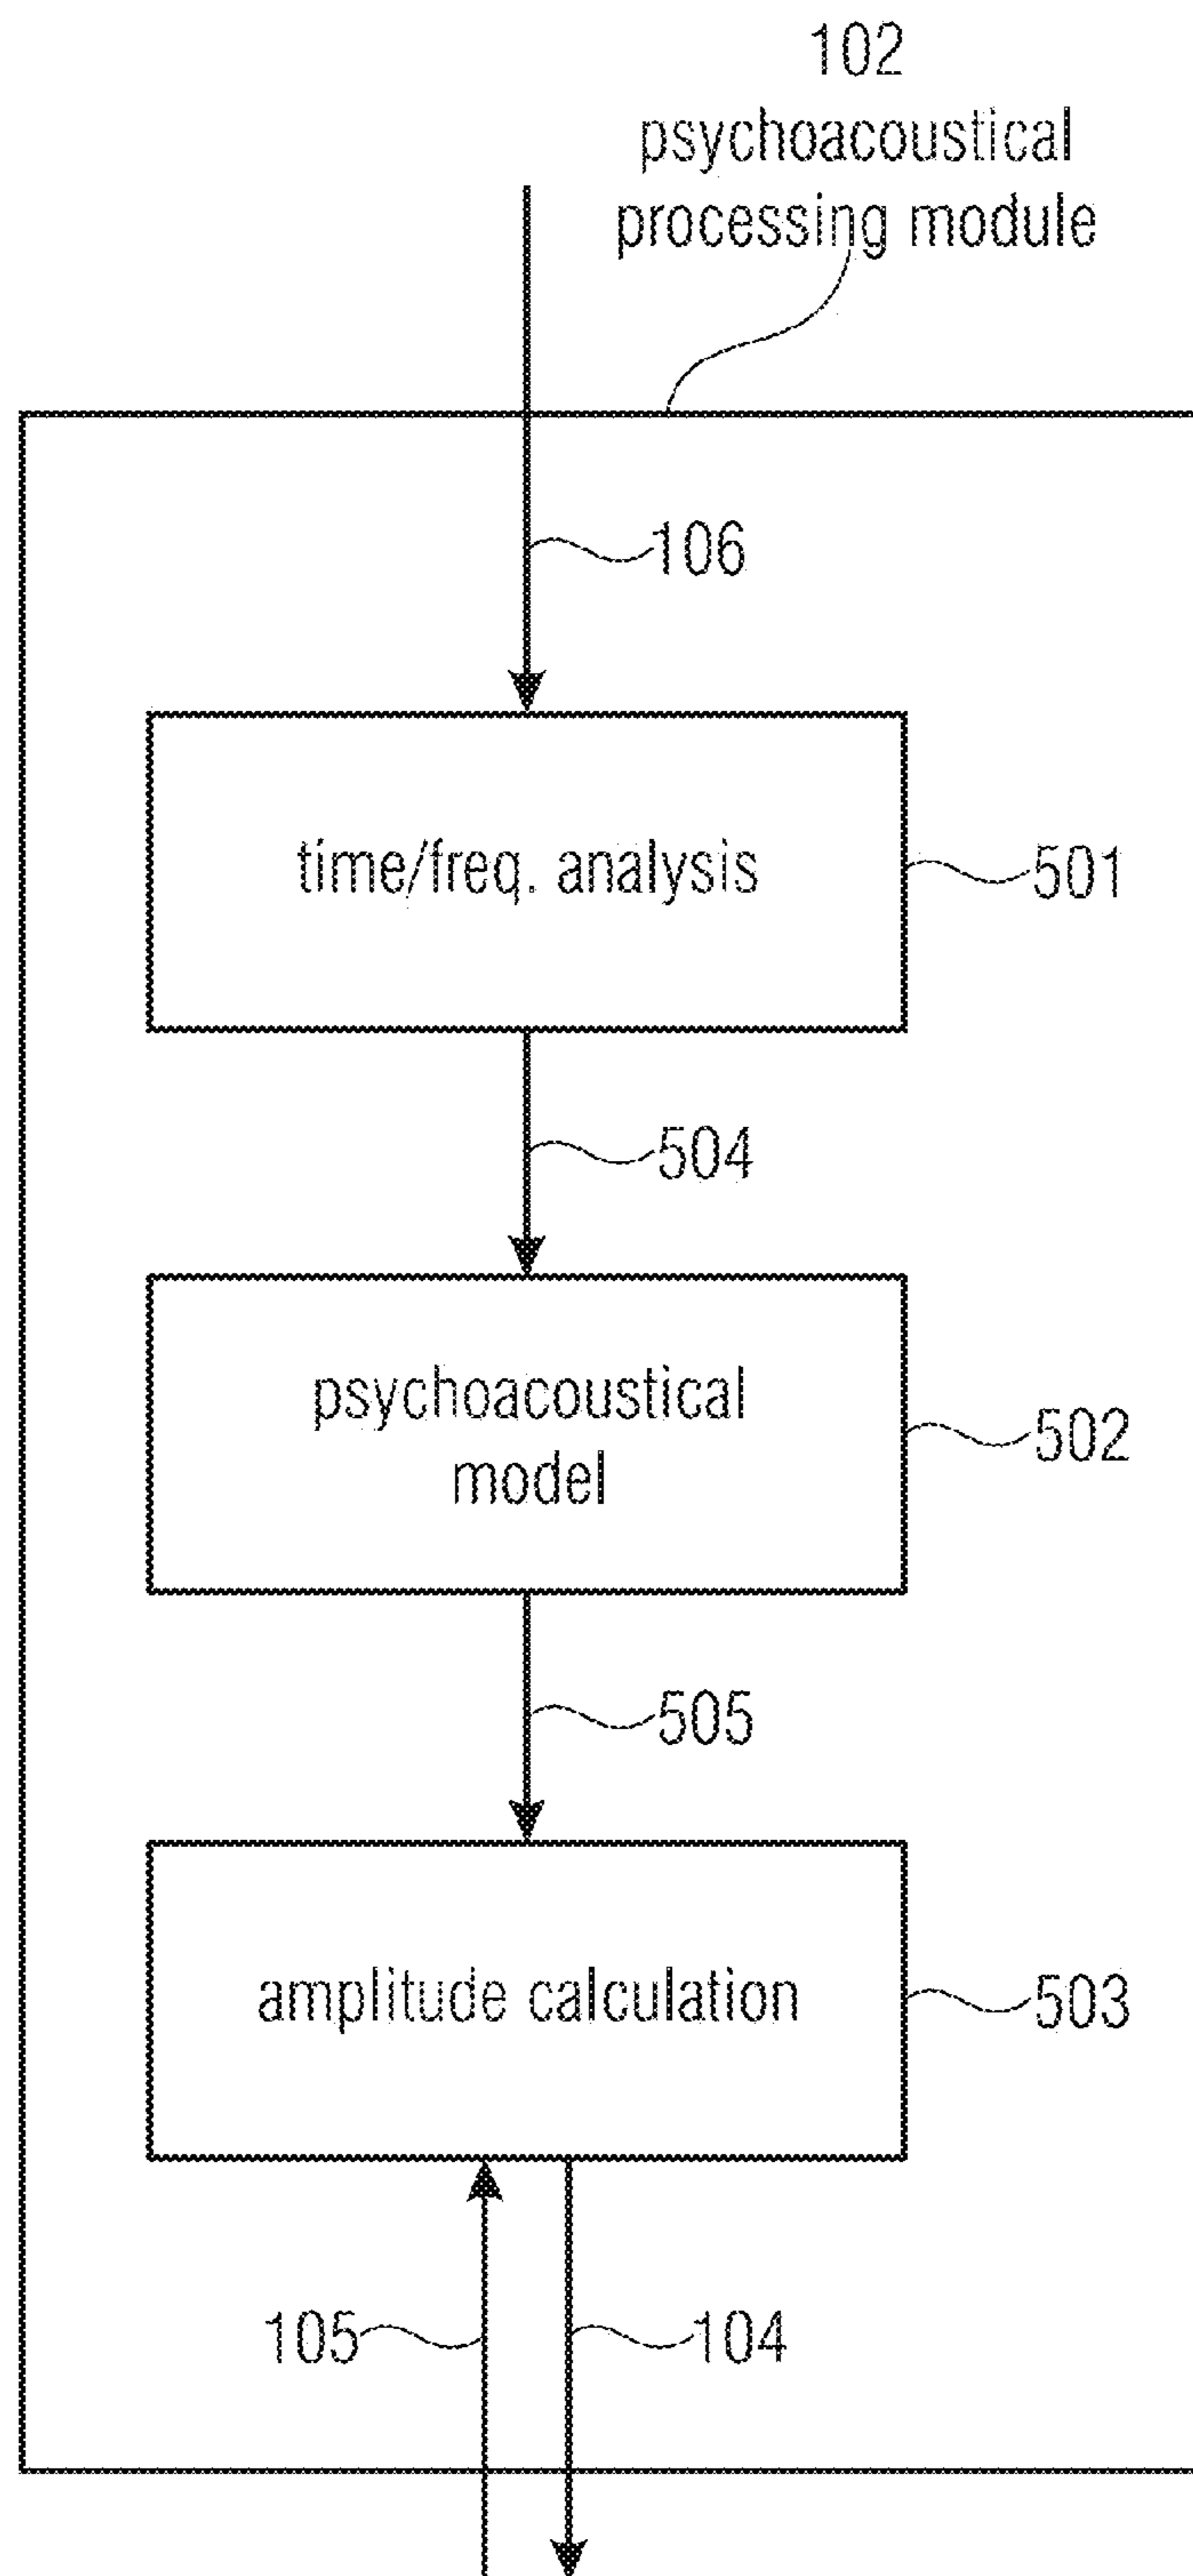 102
psychoacoustical
processing module
106
time/freq. analysis
501
504
psychoacoustical
model
502
505
amplitude calculation
503
105
104